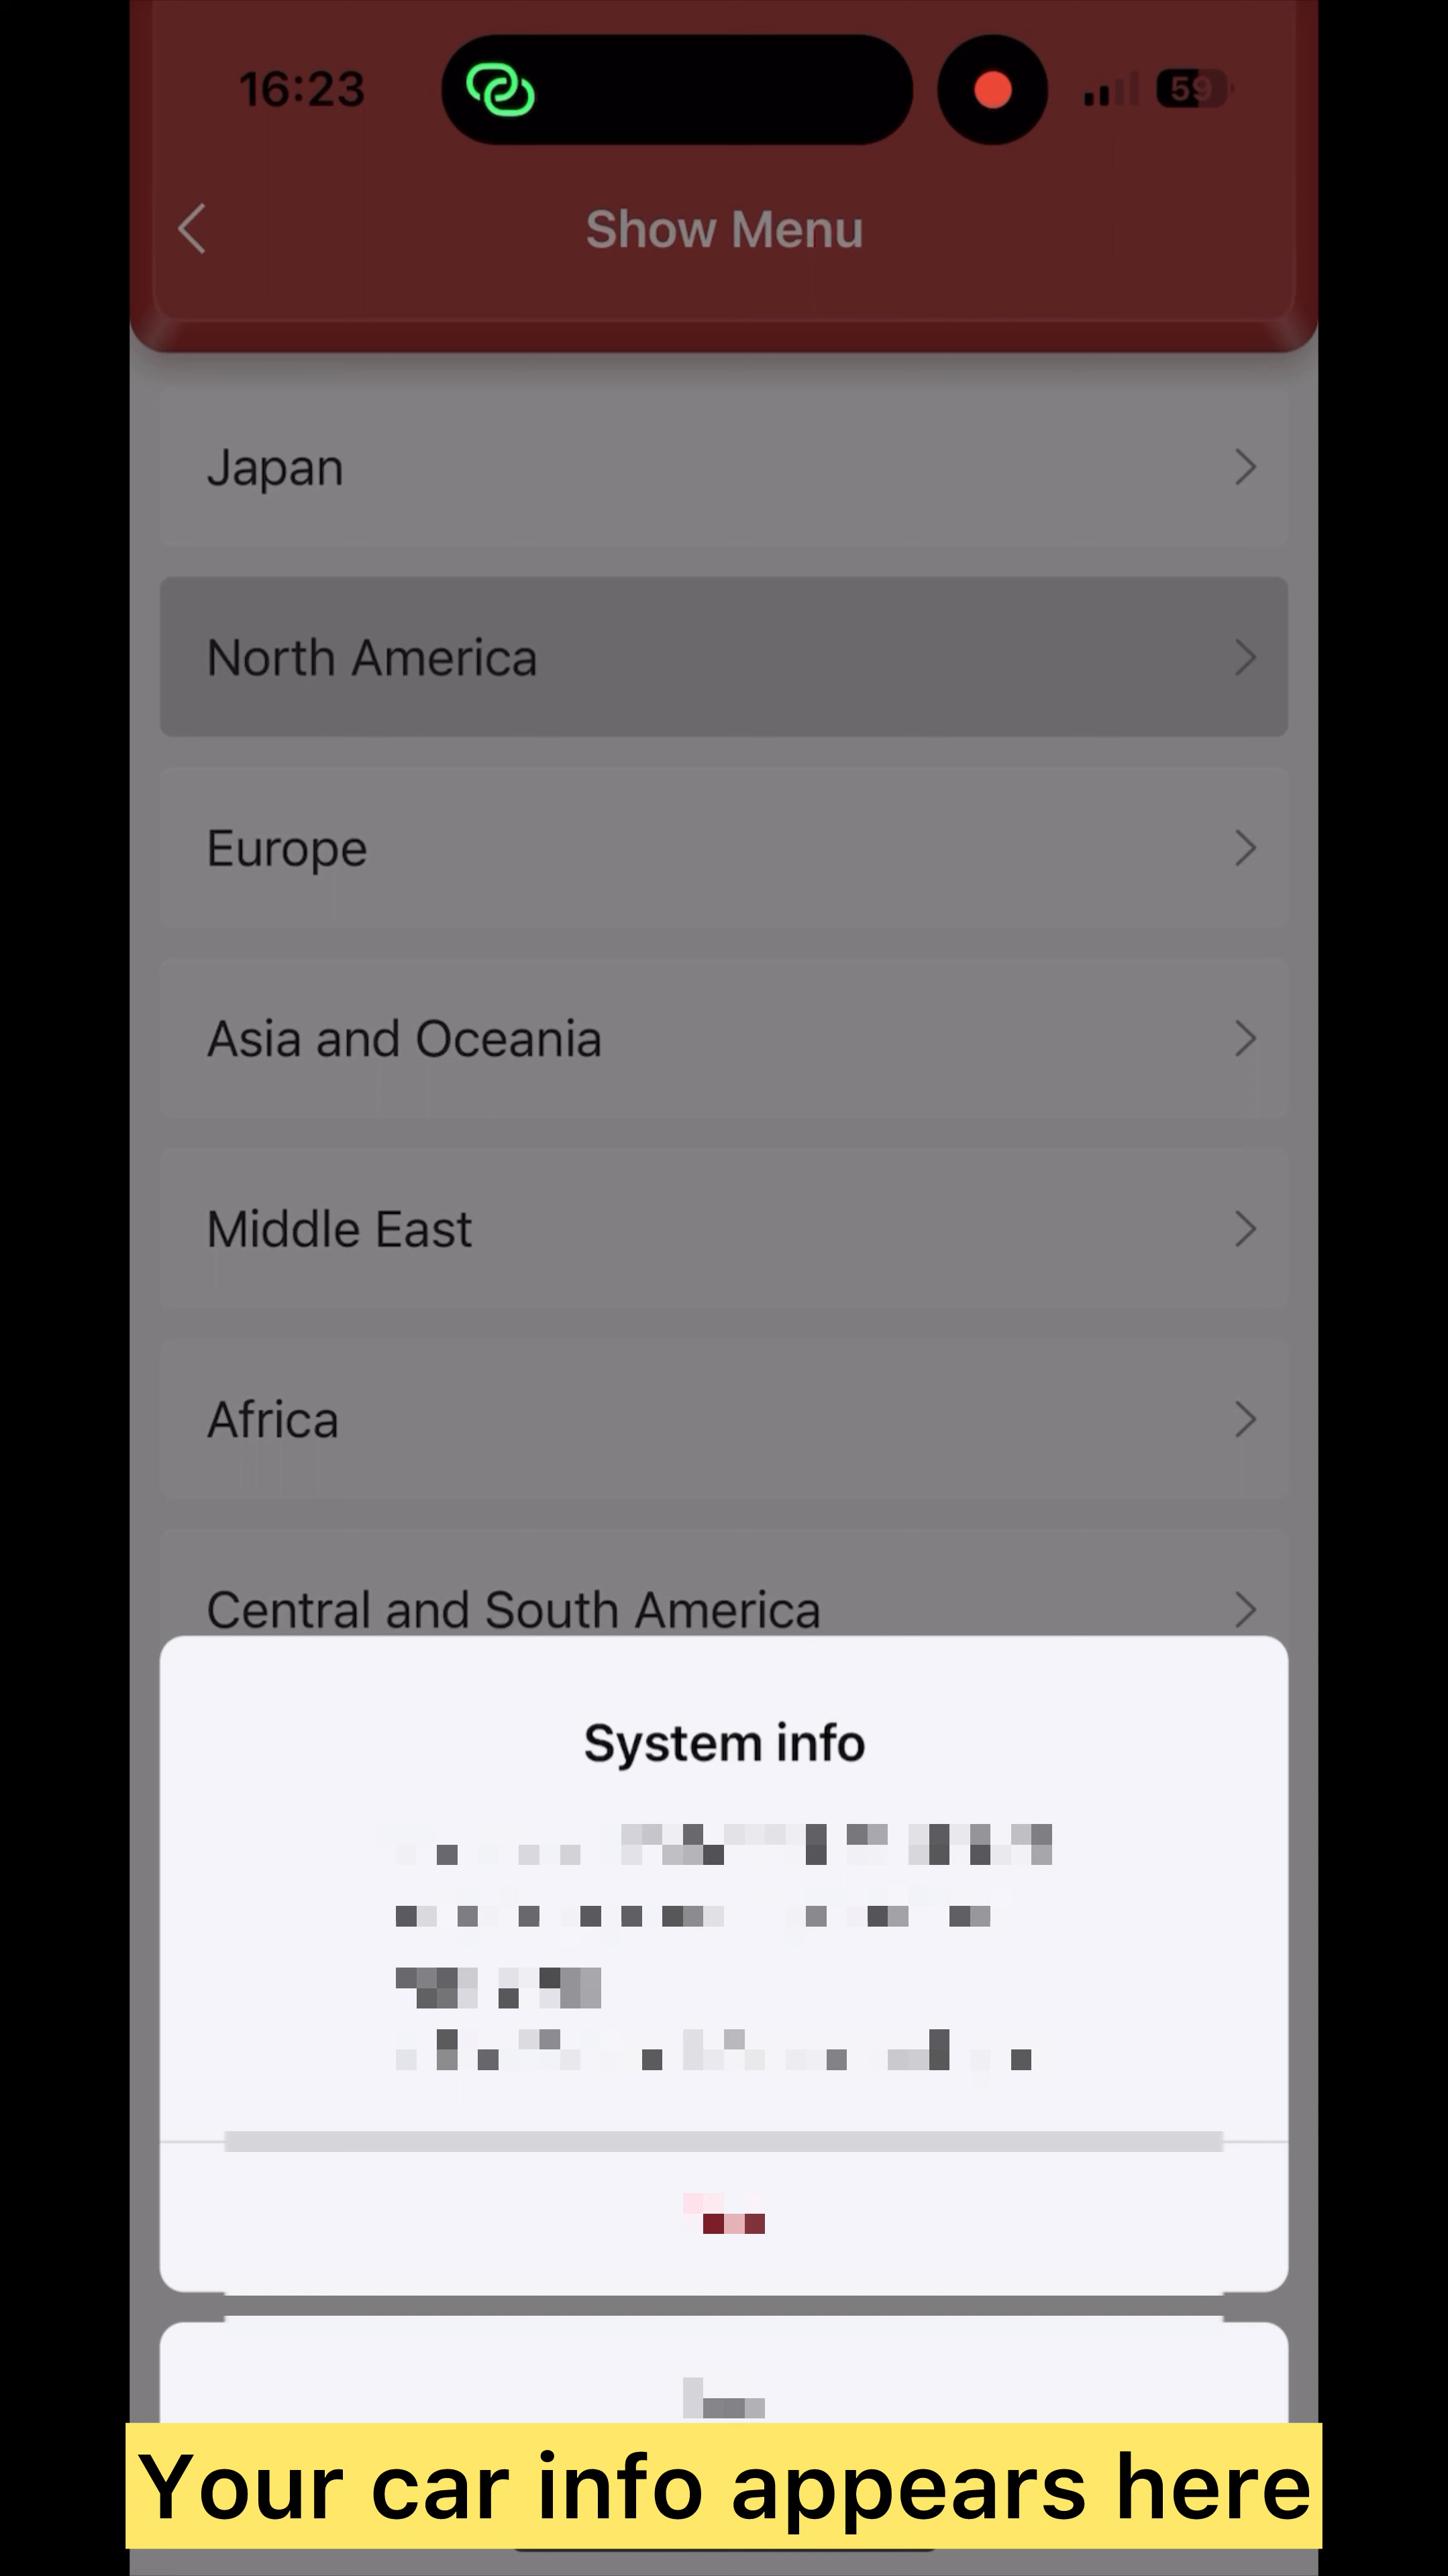 16:23
59
Show Menu
Japan
North America
Europe
Asia and Oceania
Middle East
Africa
Central and South America
System info
Your car info appears here